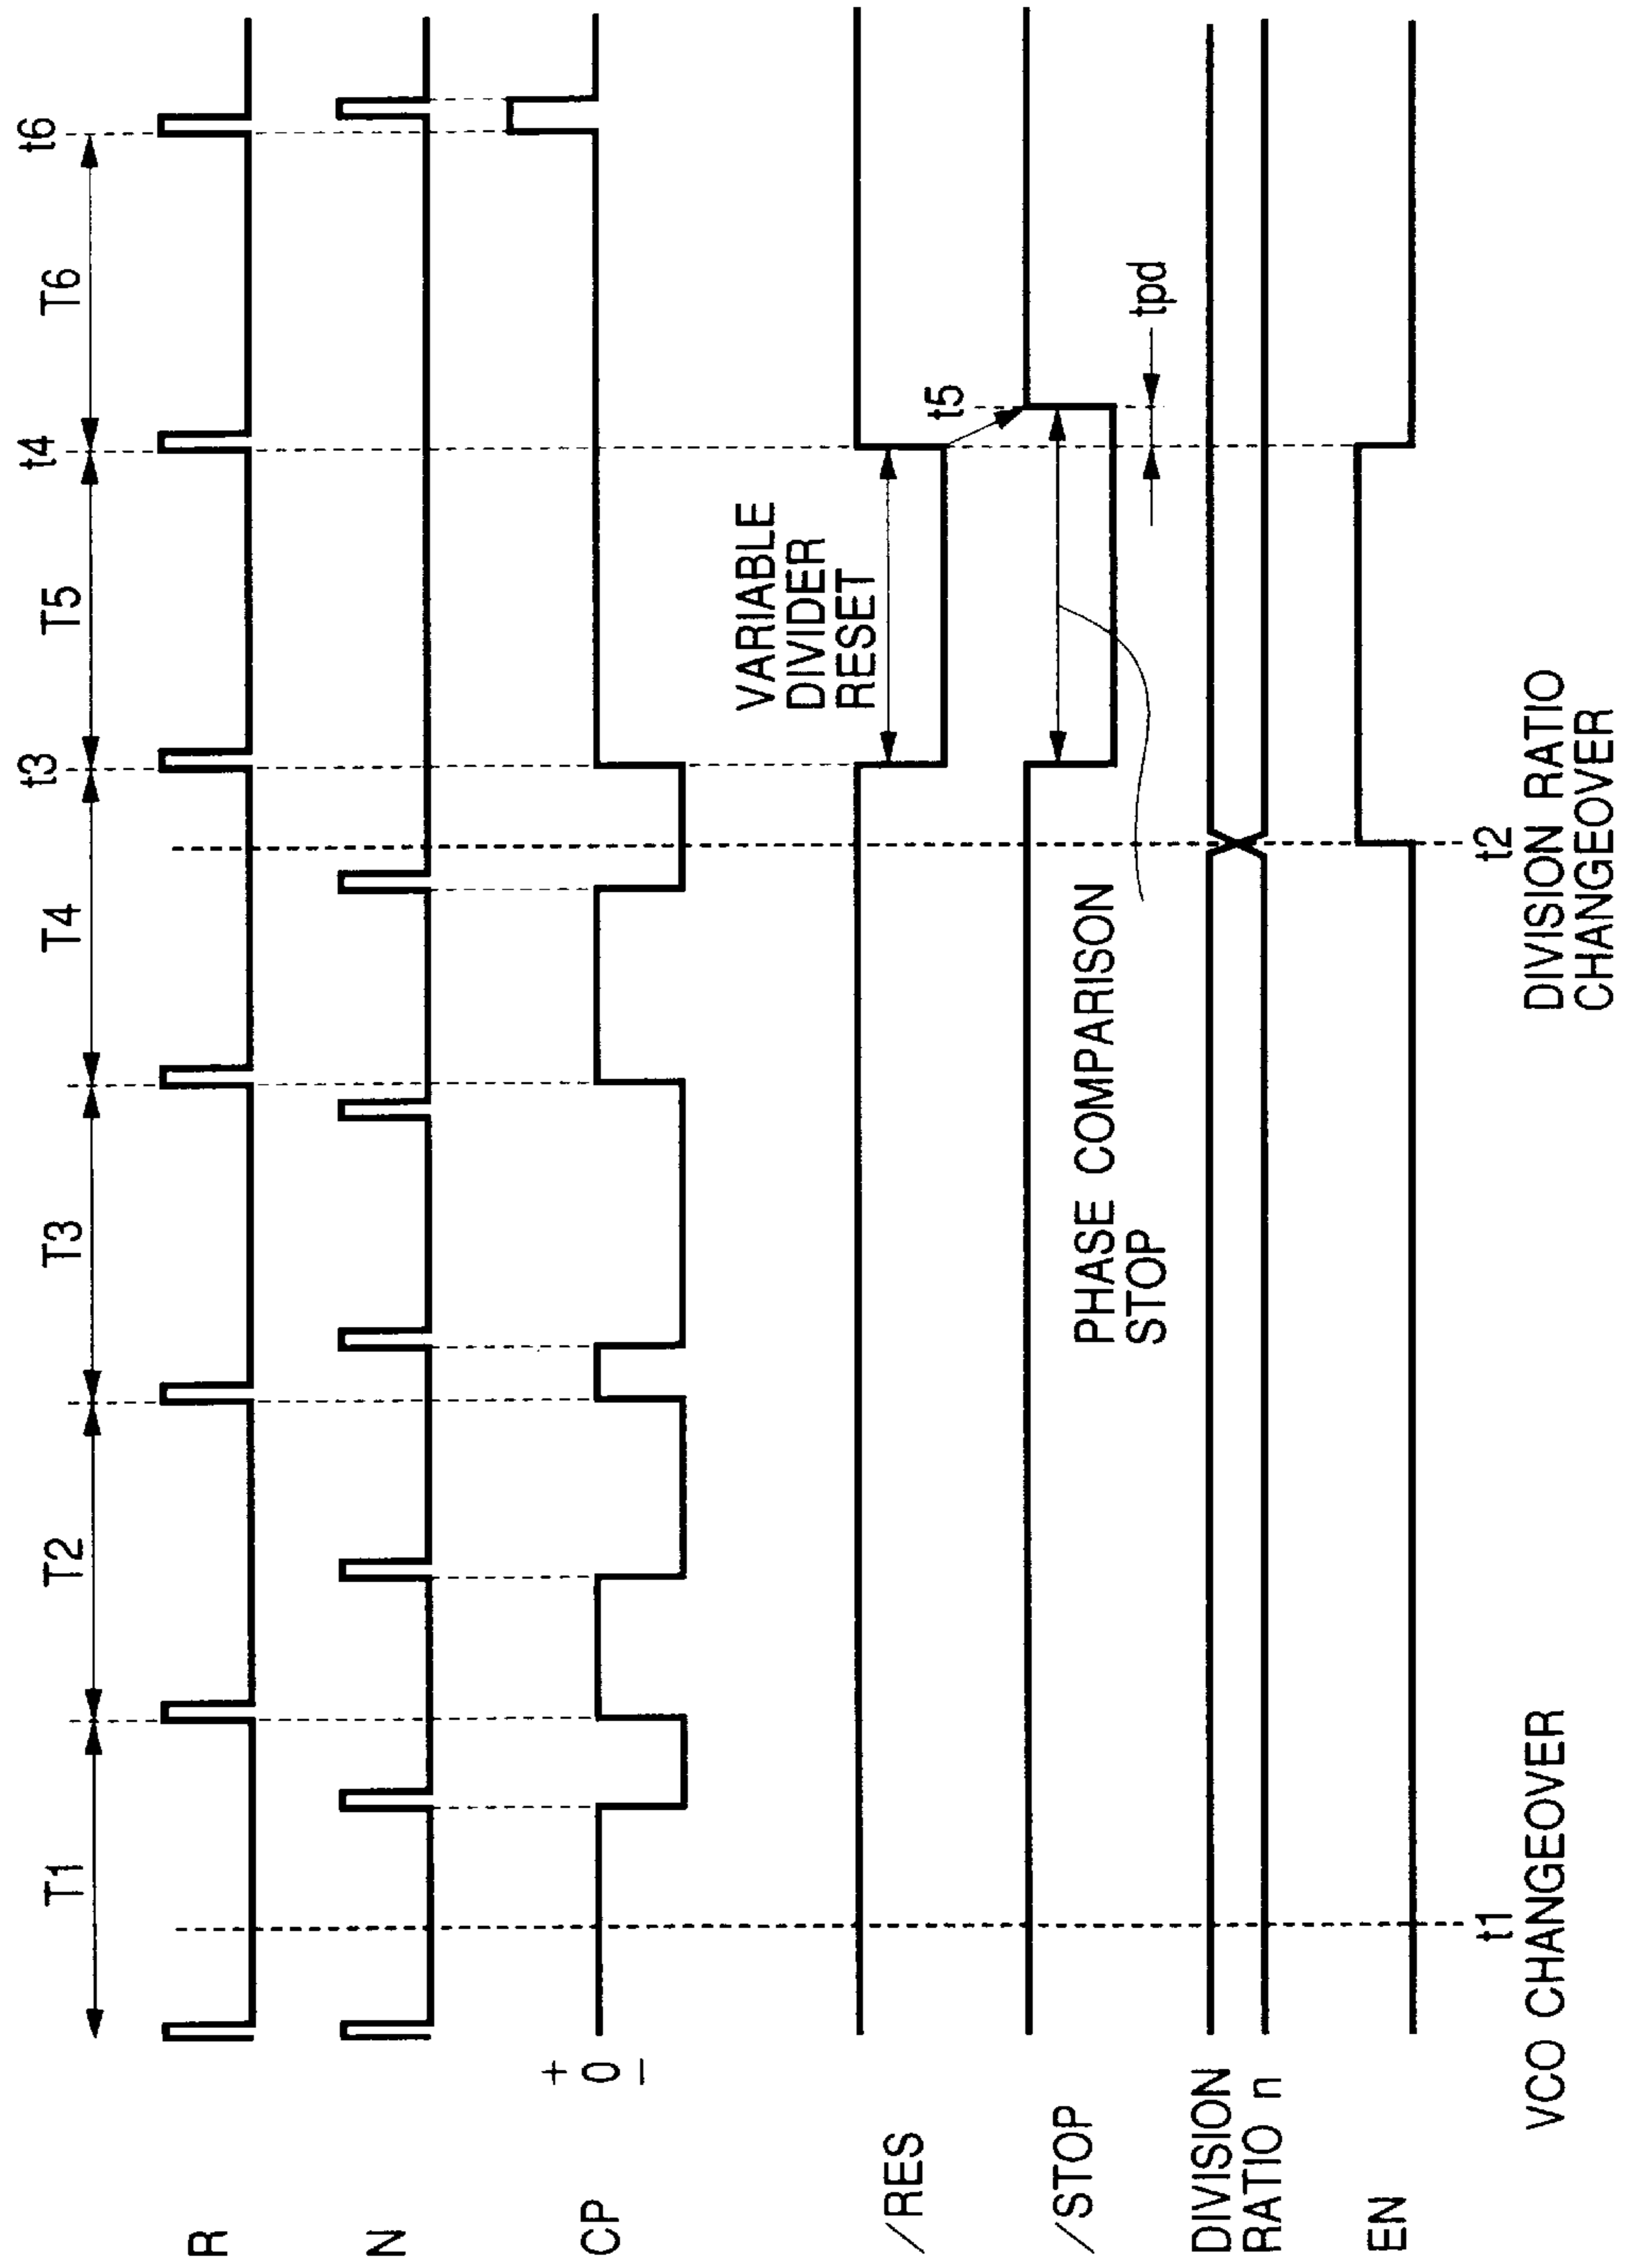 T1 T2 T3 T4 t3 T5 t4 T6 t6
R
N
+
0
−
CP
VARIABLE
DIVIDER
RESET
/RES
t5
/STOP
PHASE COMPARISON
STOP
tpd
DIVISION
RATIO n
EN
t1
VCO CHANGEOVER
t2
DIVISION RATIO
CHANGEOVER